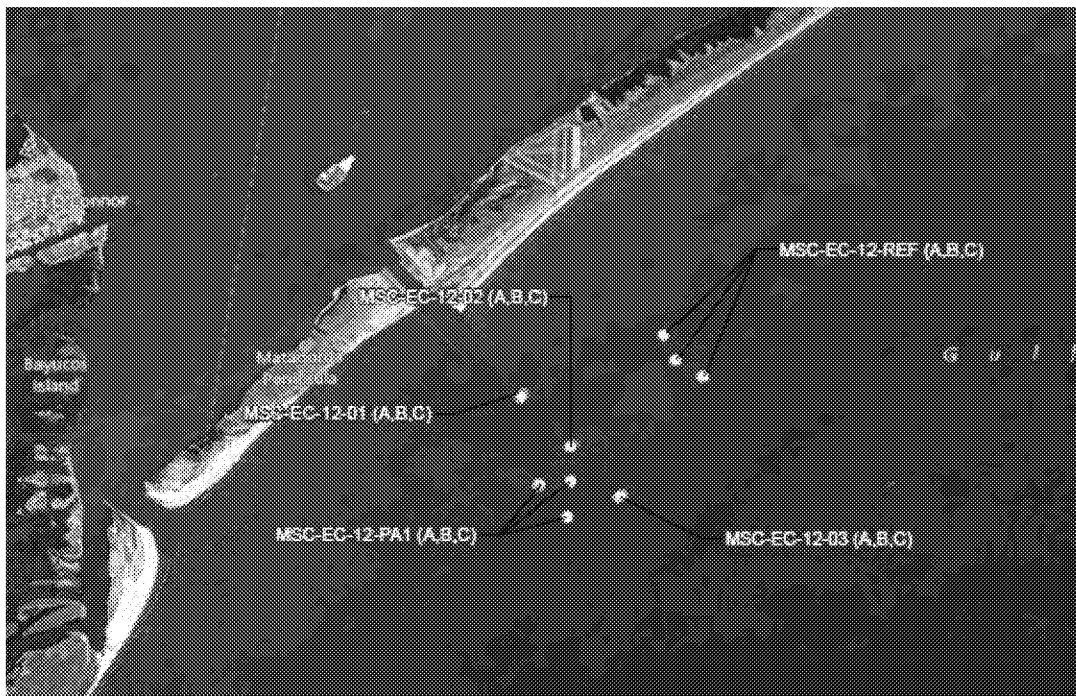 MSC-EC-12-REF (A,B,C)
MSC-EC-12-02 (A,B,C)
Bayucos
Island
G u l f
MSC-EC-12-01 (A,B,C)
MSC-EC-12-PA1 (A,B,C)
MSC-EC-12-03 (A,B,C)